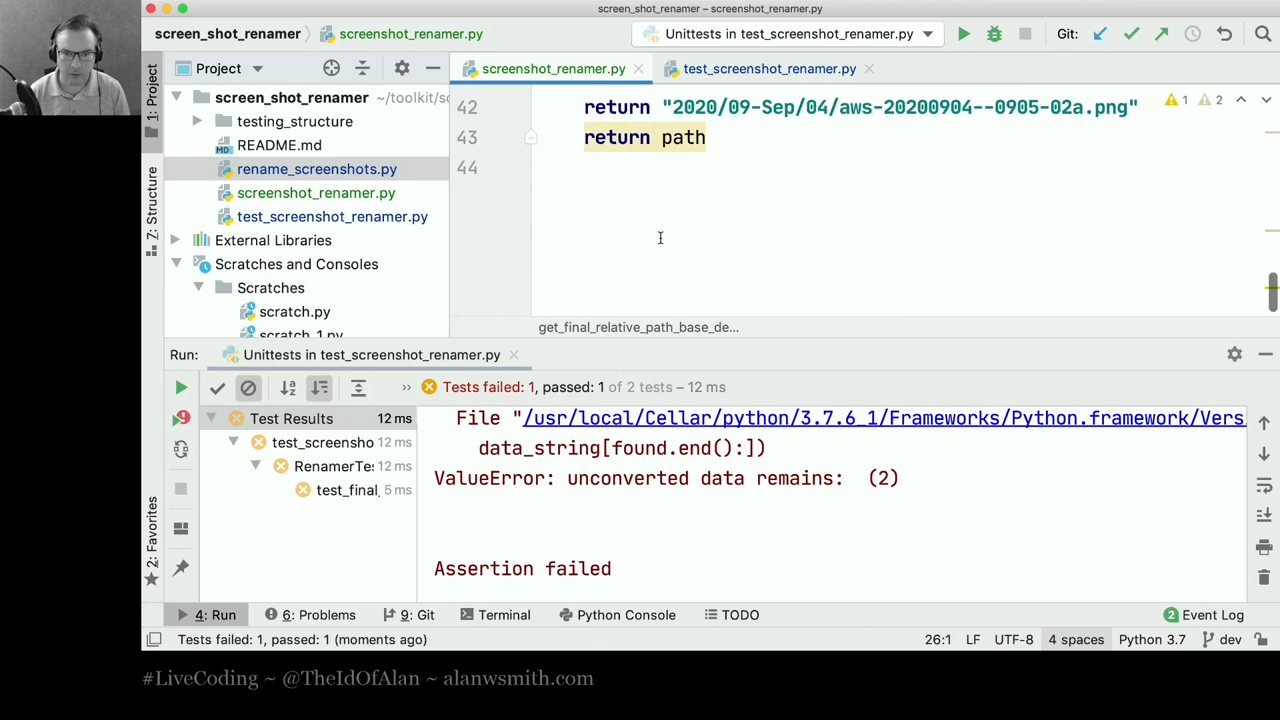 screen_shot_renamer – screenshot_renamer.py
screen_shot_renamer
screenshot_renamer.py
Unittests in test_screenshot_renamer.py
Git:
1: Project
7: Structure
2: Favorites
Project
screen_shot_renamer ~/toolkit/sc
testing_structure
README.md
rename_screenshots.py
screenshot_renamer.py
test_screenshot_renamer.py
External Libraries
Scratches and Consoles
Scratches
scratch.py
scratch_1.py
screenshot_renamer.py
test_screenshot_renamer.py
42 return "2020/09-Sep/04/aws-20200904--0905-02a.png"
1 2
43 return path
44
get_final_relative_path_base_de...
Run: Unittests in test_screenshot_renamer.py
Tests failed: 1, passed: 1 of 2 tests – 12 ms
Test Results 12 ms
test_screensho 12 ms
RenamerTe: 12 ms
test_final_ 5 ms
File "/usr/local/Cellar/python/3.7.6_1/Frameworks/Python.framework/Vers
data_string[found.end():])
ValueError: unconverted data remains: (2)
Assertion failed
4: Run 6: Problems 9: Git Terminal Python Console TODO 2 Event Log
Tests failed: 1, passed: 1 (moments ago) 26:1 LF UTF-8 4 spaces Python 3.7 dev
#LiveCoding ~ @TheIdOfAlan ~ alanwsmith.com